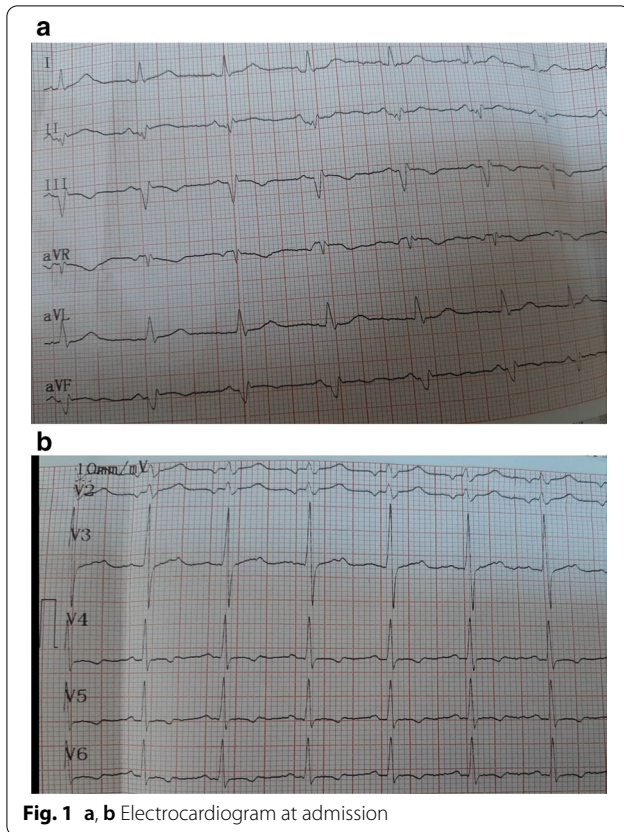 a
I
II
III
aVR
aVL
aVF
b
10mm/mV
V2
V3
V4
V5
V6
Fig. 1 a, b Electrocardiogram at admission